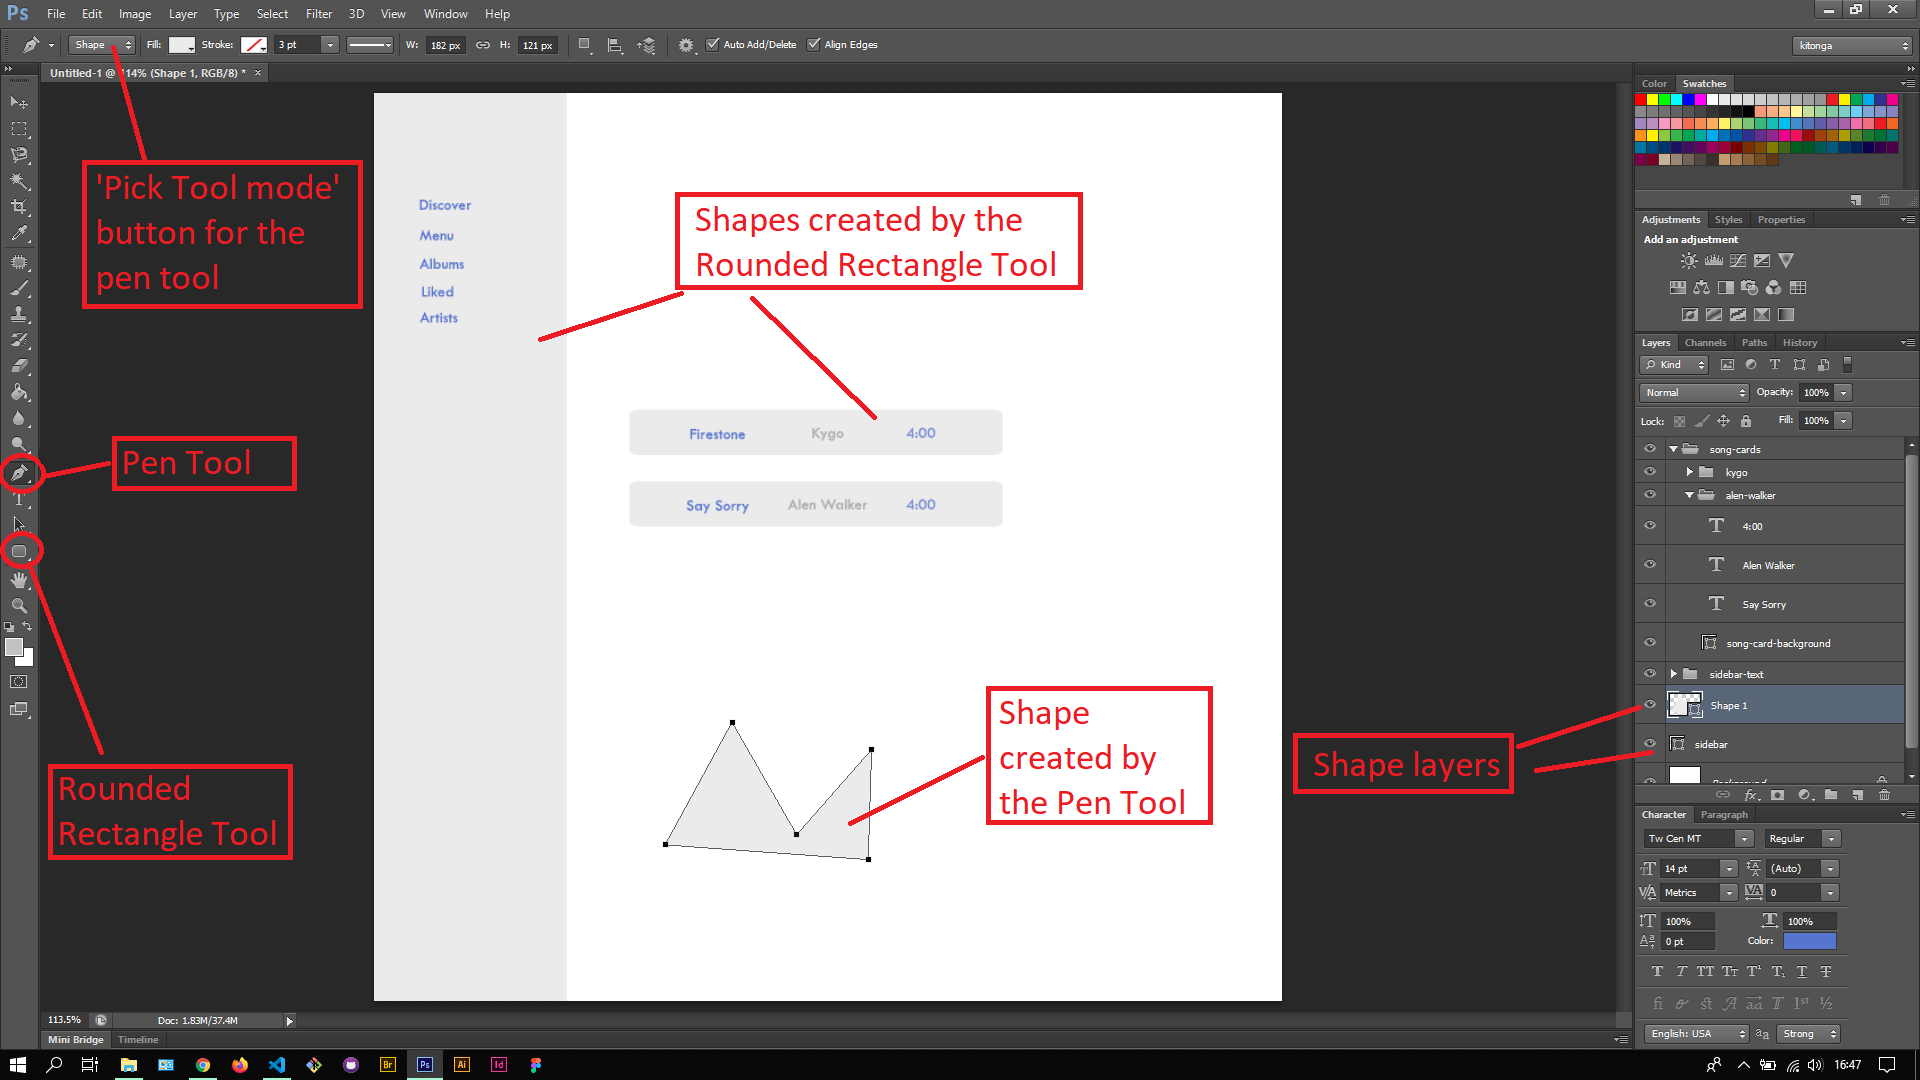 Ps File Edit Image Layer Type Select Filter 3D View Window Help
Shape Fill: Stroke: 3 pt W: 182 px H: 121 px Auto Add/Delete Align Edges kitonga
Untitled-1 @ 114% (Shape 1, RGB/8) * ×
'Pick Tool mode'
button for the
pen tool
Pen Tool
Rounded
Rectangle Tool
Discover
Menu
Albums
Liked
Artists
Shapes created by the
Rounded Rectangle Tool
Firestone Kygo 4:00
Say Sorry Alen Walker 4:00
Shape
created by
the Pen Tool
Shape layers
Color Swatches
Adjustments Styles Properties
Add an adjustment
Layers Channels Paths History
Kind
Normal Opacity: 100%
Lock: Fill: 100%
song-cards
kygo
alen-walker
4:00
Alen Walker
Say Sorry
song-card-background
sidebar-text
Shape 1
sidebar
Background
Character Paragraph
Tw Cen MT Regular
14 pt (Auto)
Metrics 0
100% 100%
0 pt Color:
English: USA Strong
113.5% Doc: 1.83M/37.4M
Mini Bridge Timeline
Br Ps Ai Id 16:47